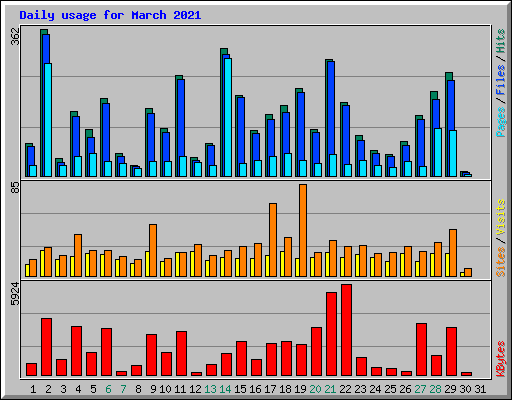 Daily usage for March 2021
362
Pages / Files / Hits
85
Sites / Visits
5924
KBytes
1 2 3 4 5 6 7 8 9 10 11 12 13 14 15 16 17 18 19 20 21 22 23 24 25 26 27 28 29 30 31